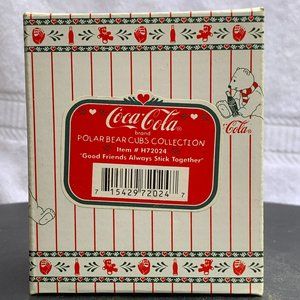 Coca-Cola®
brand
POLAR BEAR CUBS COLLECTION
Item # H72024
"Good Friends Always Stick Together"
7 15429 72024 7
Coca-Cola